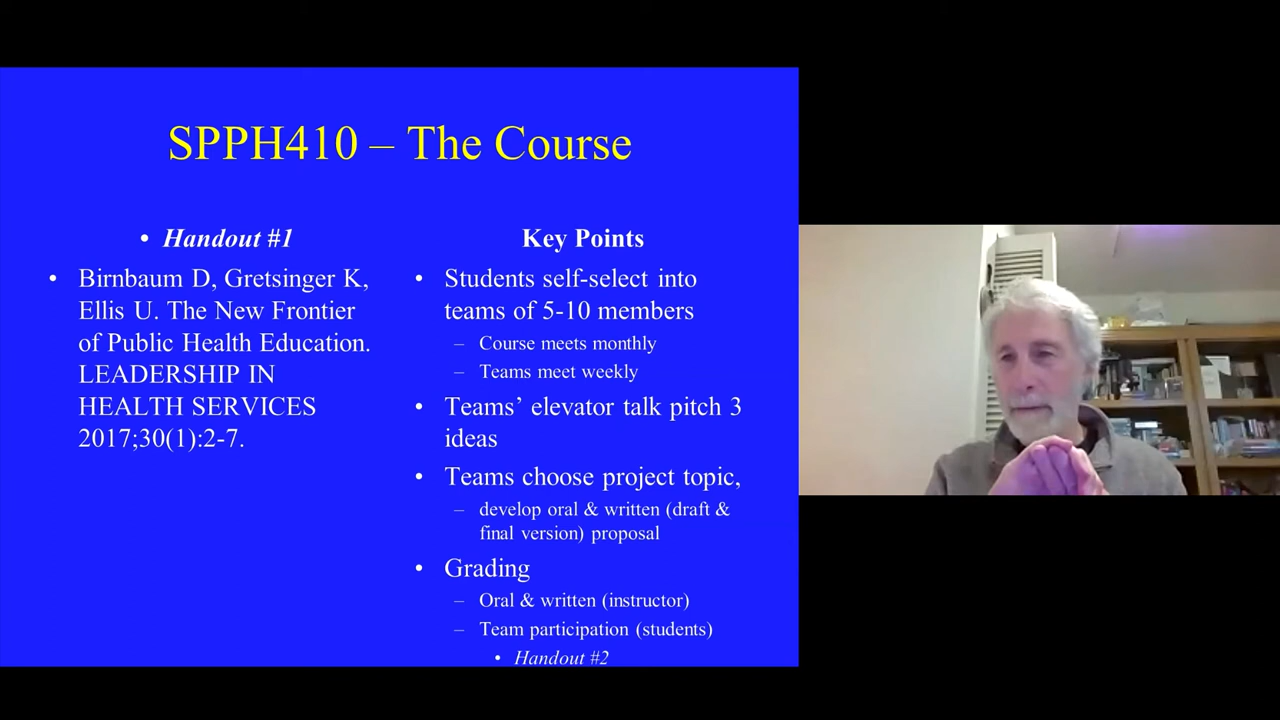 SPPH410 – The Course
• Handout #1
• Birnbaum D, Gretsinger K,
Ellis U. The New Frontier
of Public Health Education.
LEADERSHIP IN
HEALTH SERVICES
2017;30(1):2-7.
Key Points
• Students self-select into
teams of 5-10 members
– Course meets monthly
– Teams meet weekly
• Teams’ elevator talk pitch 3
ideas
• Teams choose project topic,
– develop oral & written (draft &
final version) proposal
• Grading
– Oral & written (instructor)
– Team participation (students)
• Handout #2